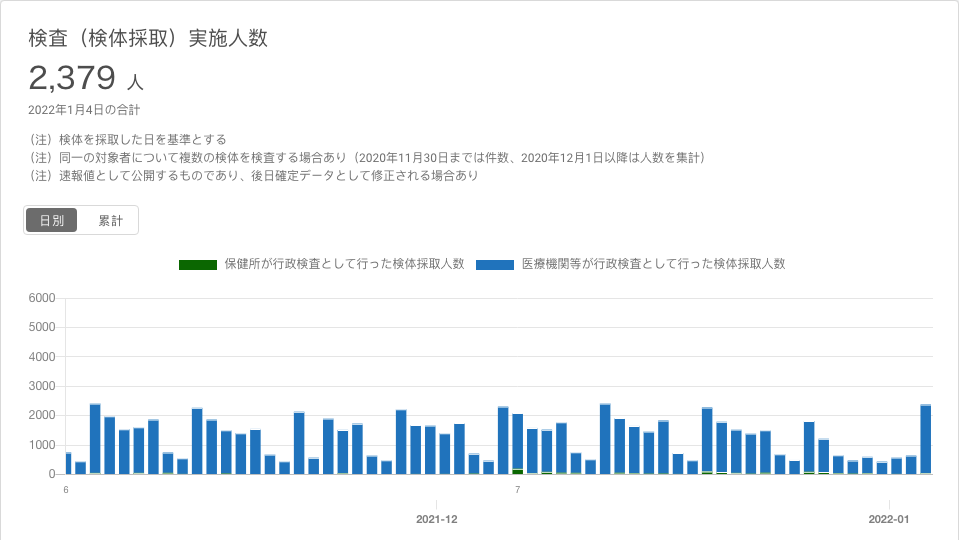 検査（検体採取）実施人数
2,379 人
2022年1月4日の合計
（注）検体を採取した日を基準とする
（注）同一の対象者について複数の検体を検査する場合あり（2020年11月30日までは件数、2020年12月1日以降は人数を集計）
（注）速報値として公開するものであり、後日確定データとして修正される場合あり
日別 累計
保健所が行政検査として行った検体採取人数 医療機関等が行政検査として行った検体採取人数
6000
5000
4000
3000
2000
1000
0
6 7
2021-12 2022-01